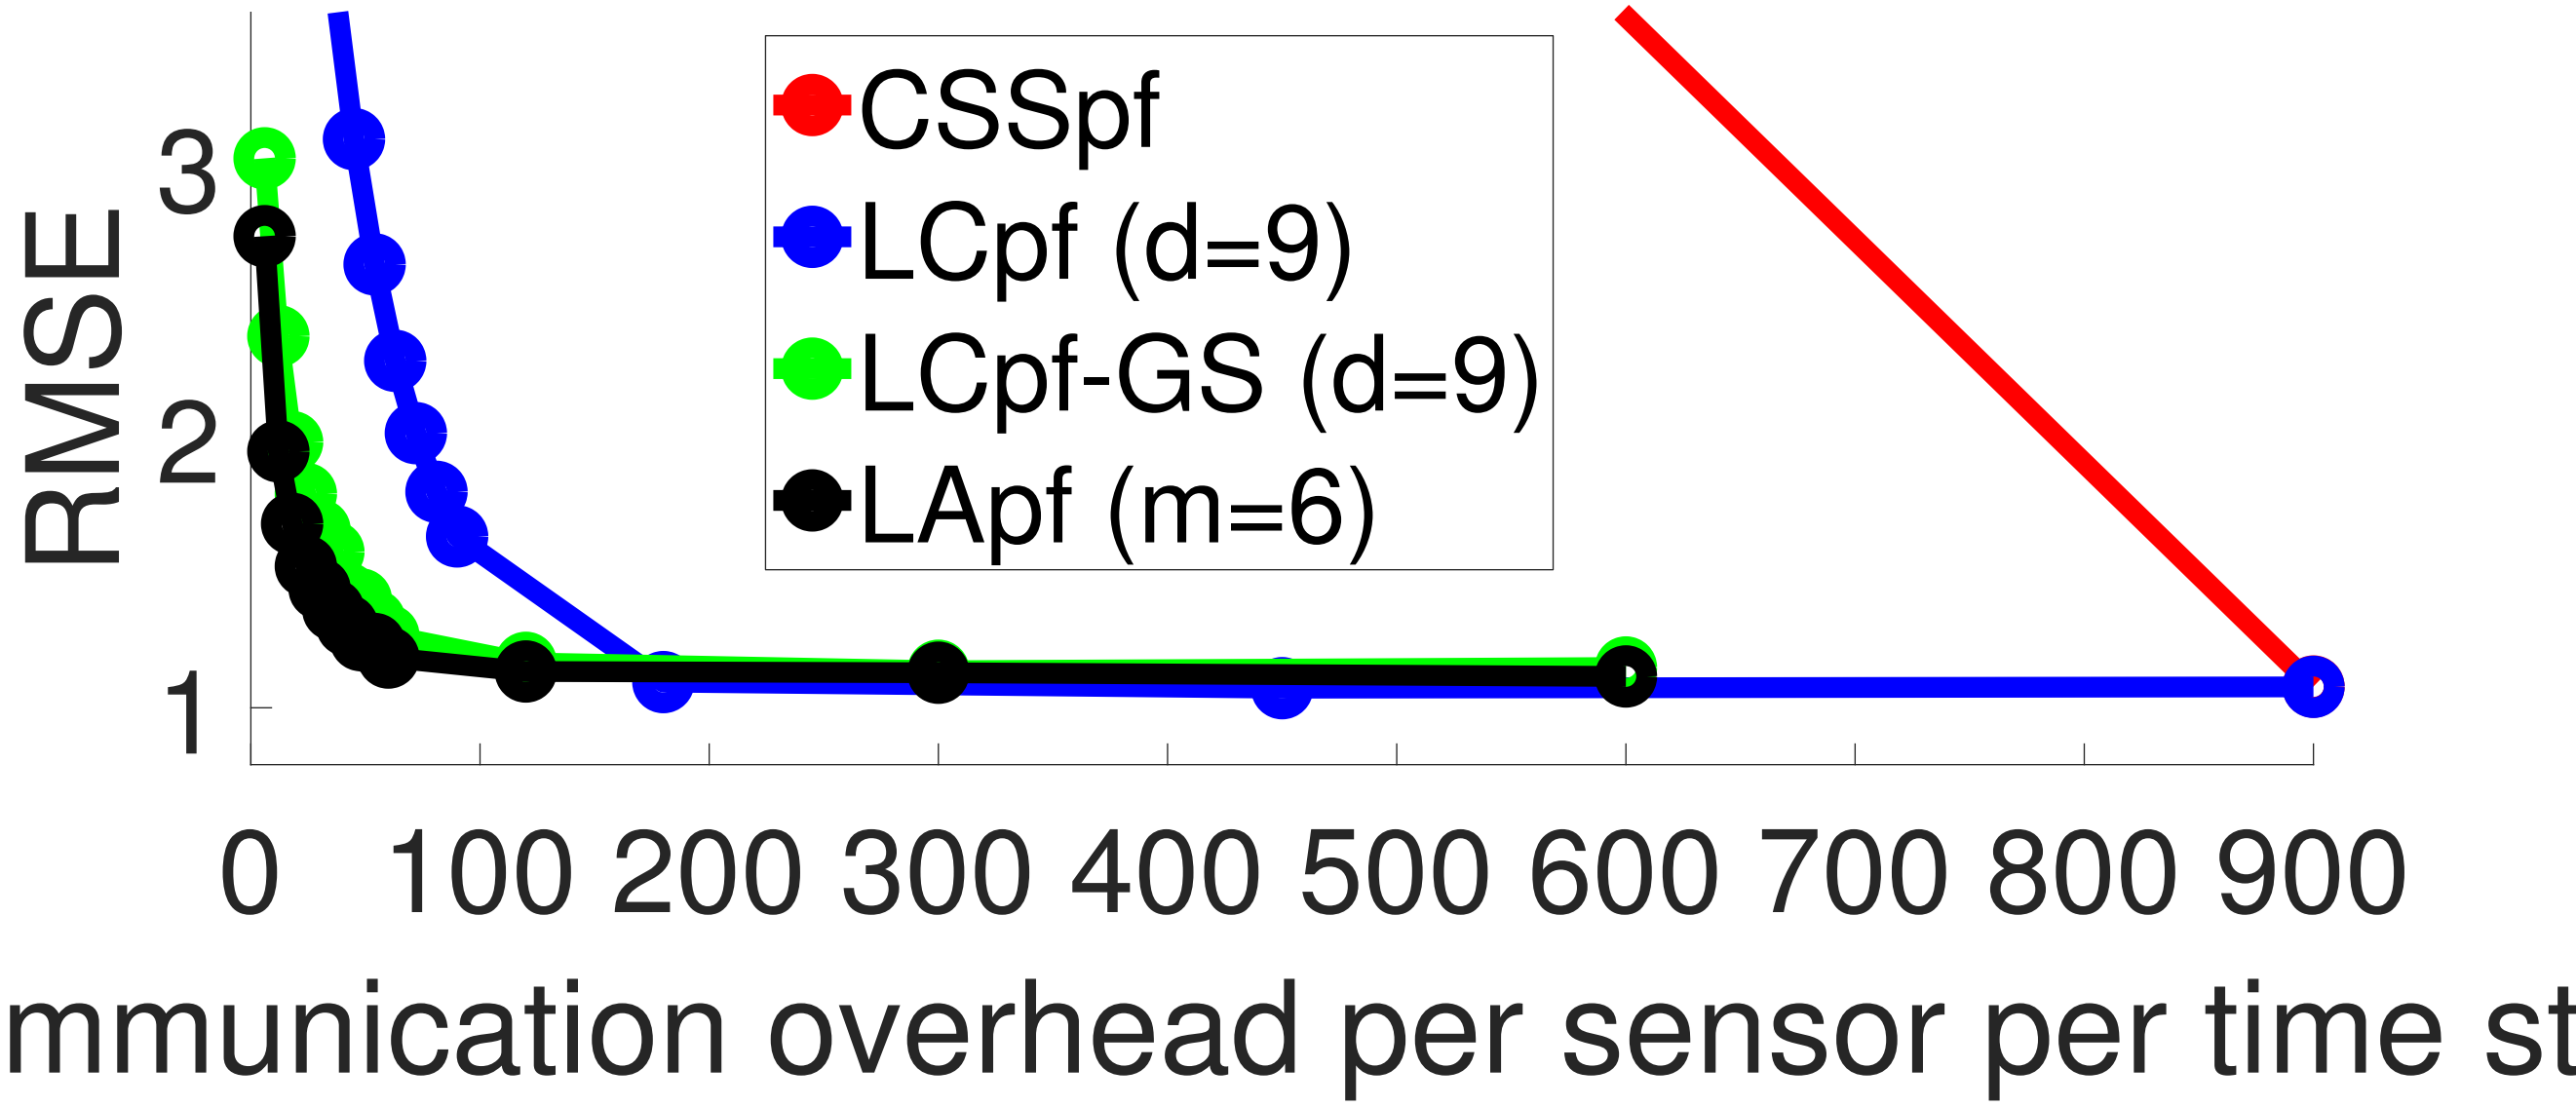 RMSE
3
2
1
CSSpf
LCpf (d=9)
LCpf-GS (d=9)
LApf (m=6)
0 100 200 300 400 500 600 700 800 900
mmunication overhead per sensor per time st